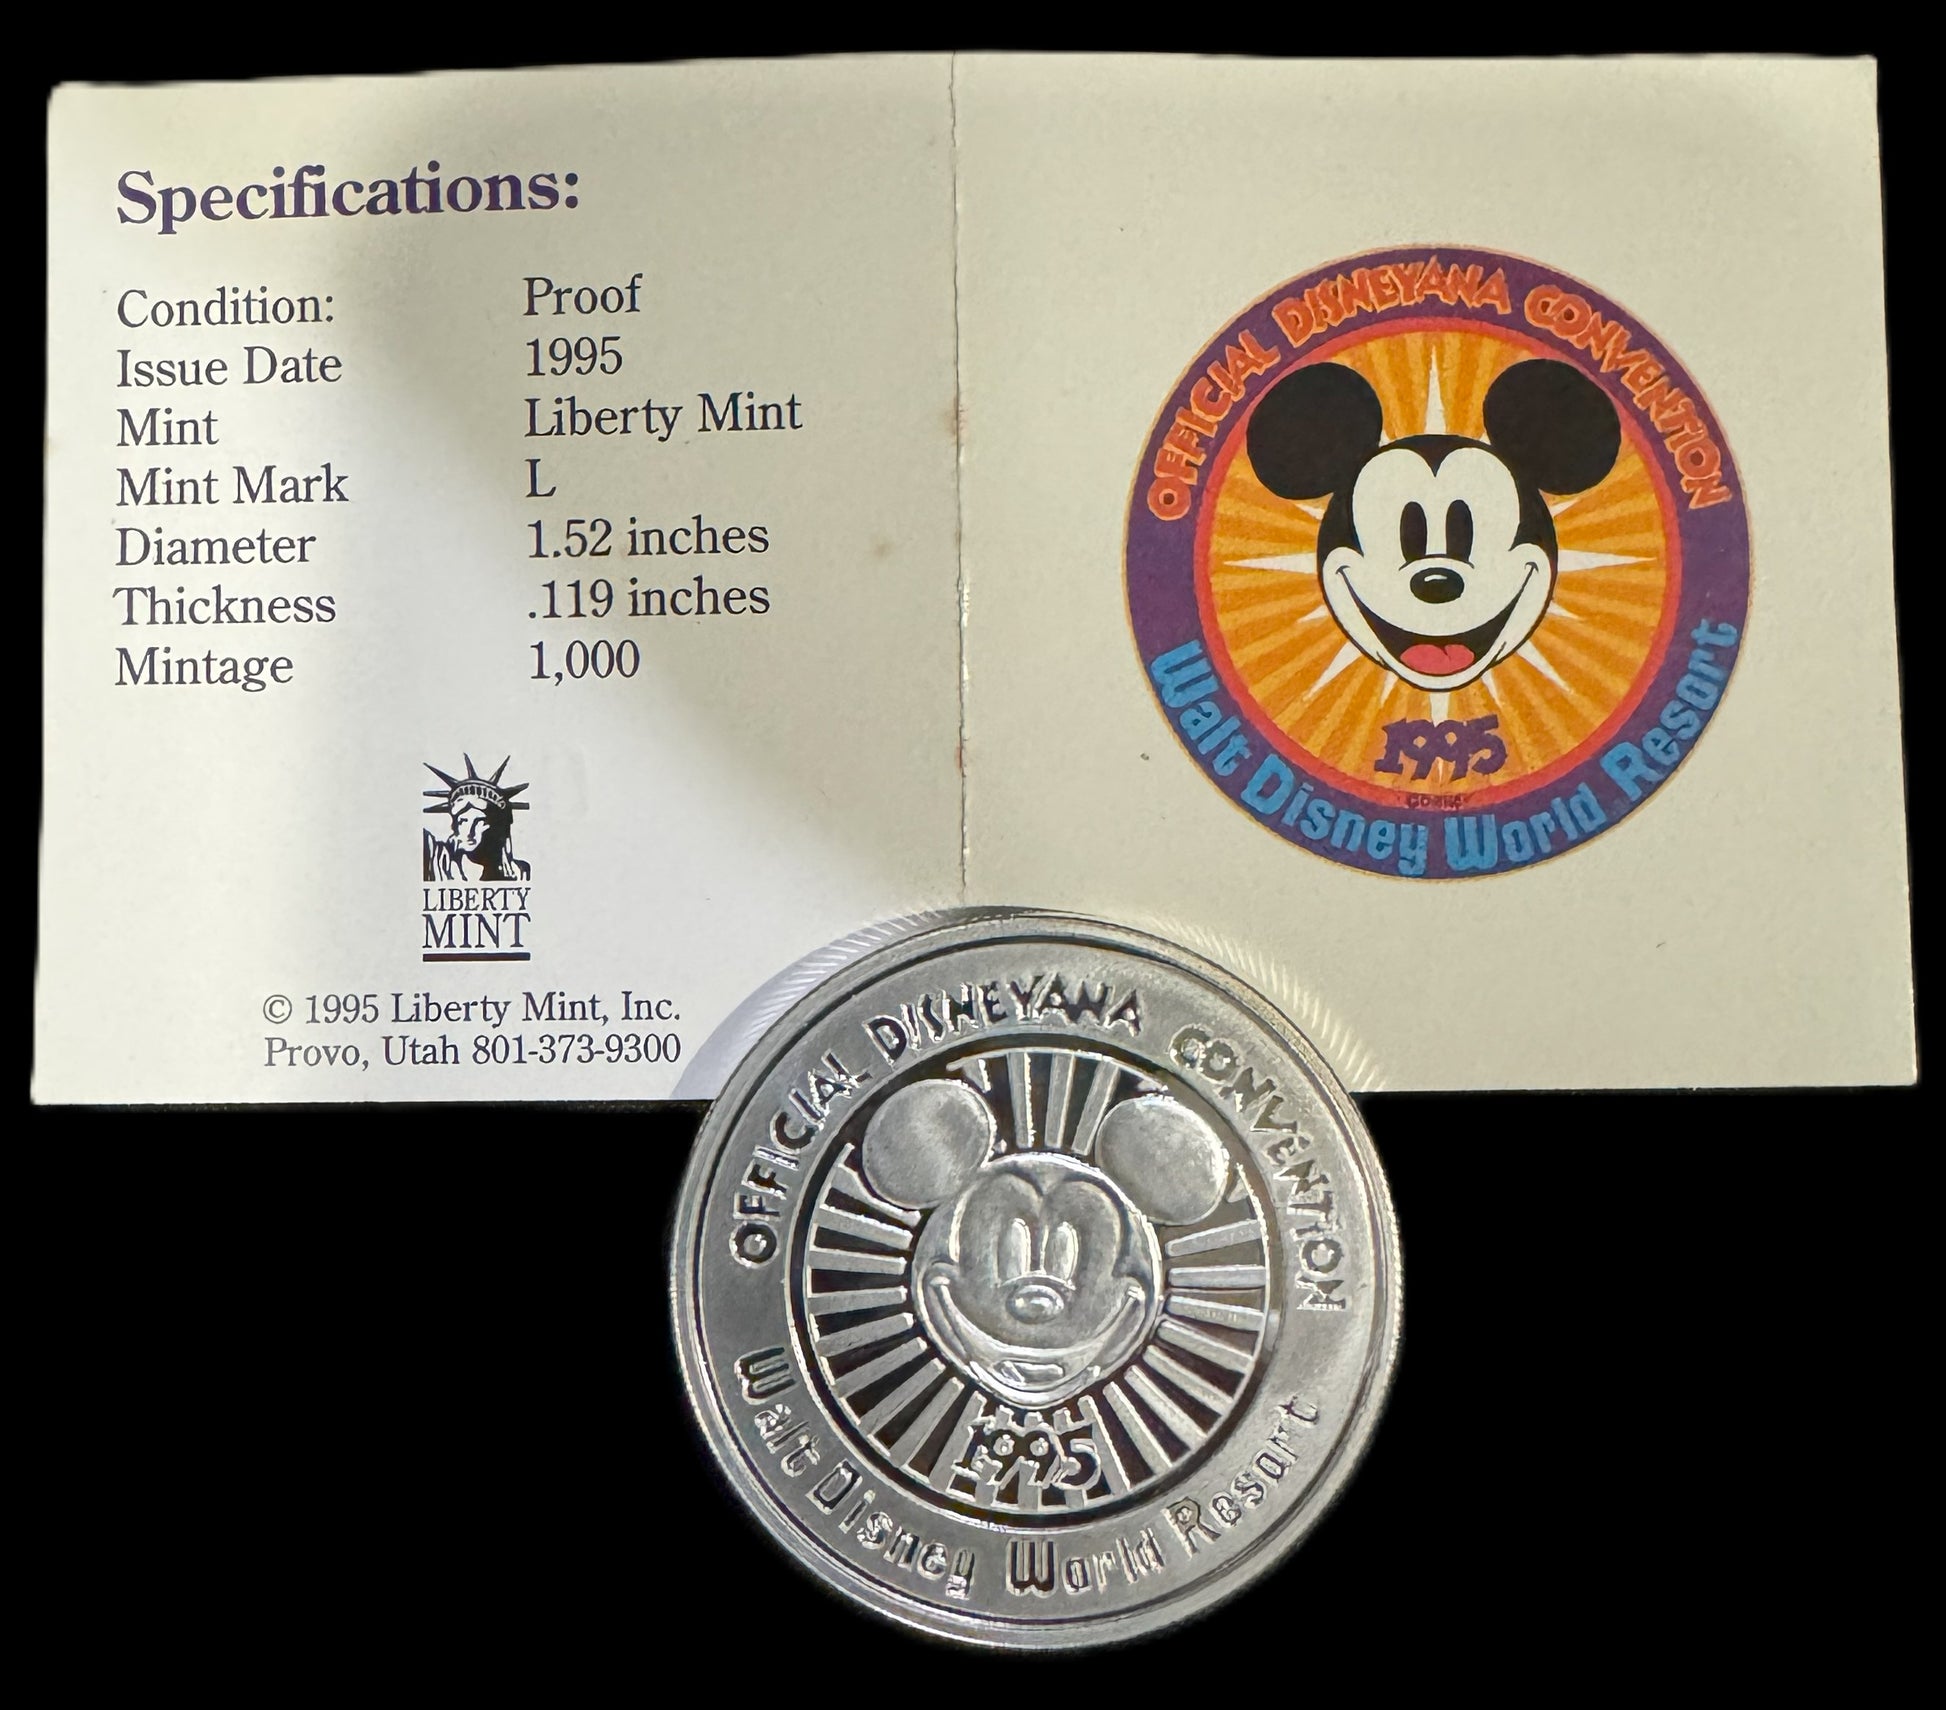 Specifications:
Condition: Proof
Issue Date 1995
Mint Liberty Mint
Mint Mark L
Diameter 1.52 inches
Thickness .119 inches
Mintage 1,000
LIBERTY
MINT
© 1995 Liberty Mint, Inc.
Provo, Utah 801-373-9300
OFFICIAL DISNEYANA CONVENTION
1995
Walt Disney World Resort
OFFICIAL DISNEYANA CONVENTION
1995
Walt Disney World Resort